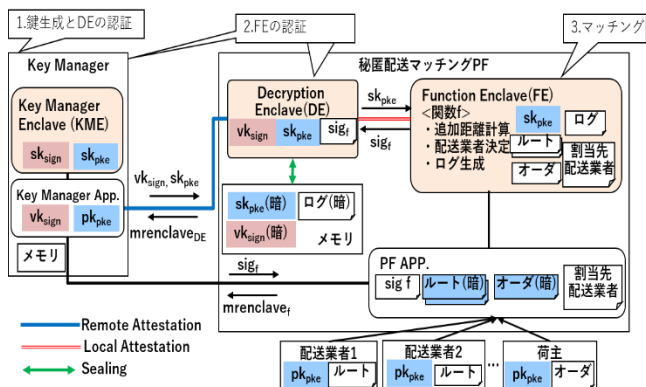 1.鍵生成とDEの認証
2.FEの認証
3.マッチング
Key Manager
Key Manager
Enclave (KME)
sk_sign
sk_pke
Key Manager App.
vk_sign
pk_pke
メモリ
vk_sign, sk_pke
mrenclave_DE
秘匿配送マッチングPF
Decryption
Enclave(DE)
vk_sign
sk_pke
sig_f
sk_pke
sig_f
Function Enclave(FE)
<関数f>
・追加距離計算
・配送業者決定
・ログ生成
sk_pke
ログ
ルート
オーダ
割当先
配送業者
sk_pke(暗)
ログ(暗)
vk_sign(暗)
メモリ
sig_f
mrenclave_f
PF APP.
sig f
ルート(暗)
オーダ(暗)
割当先
配送業者
Remote Attestation
Local Attestation
Sealing
配送業者1
pk_pke
ルート
配送業者2
pk_pke
ルート
…
荷主
pk_pke
オーダ